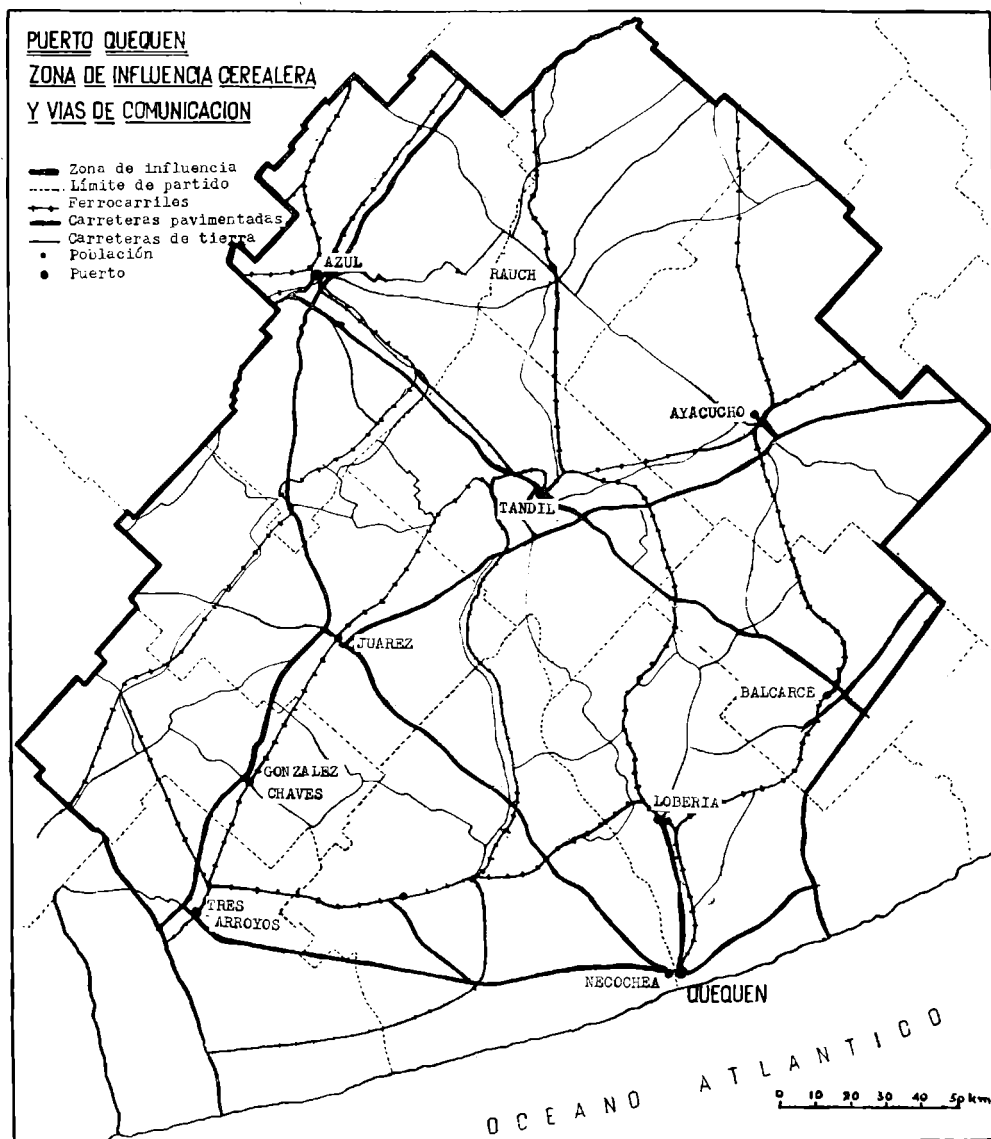 PUERTO QUEQUEN
ZONA DE INFLUENCIA CEREALERA
Y VIAS DE COMUNICACION
Zona de influencia
Límite de partido
Ferrocarriles
Carreteras pavimentadas
Carreteras de tierra
Población
Puerto
AZUL
RAUCH
AYACUCHO
TANDIL
JUAREZ
BALCARCE
GONZALEZ
CHAVES
LOBERIA
TRES
ARROYOS
NECOCHEA
QUEQUEN
OCEANO ATLANTICO
0 10 20 30 40 50 km